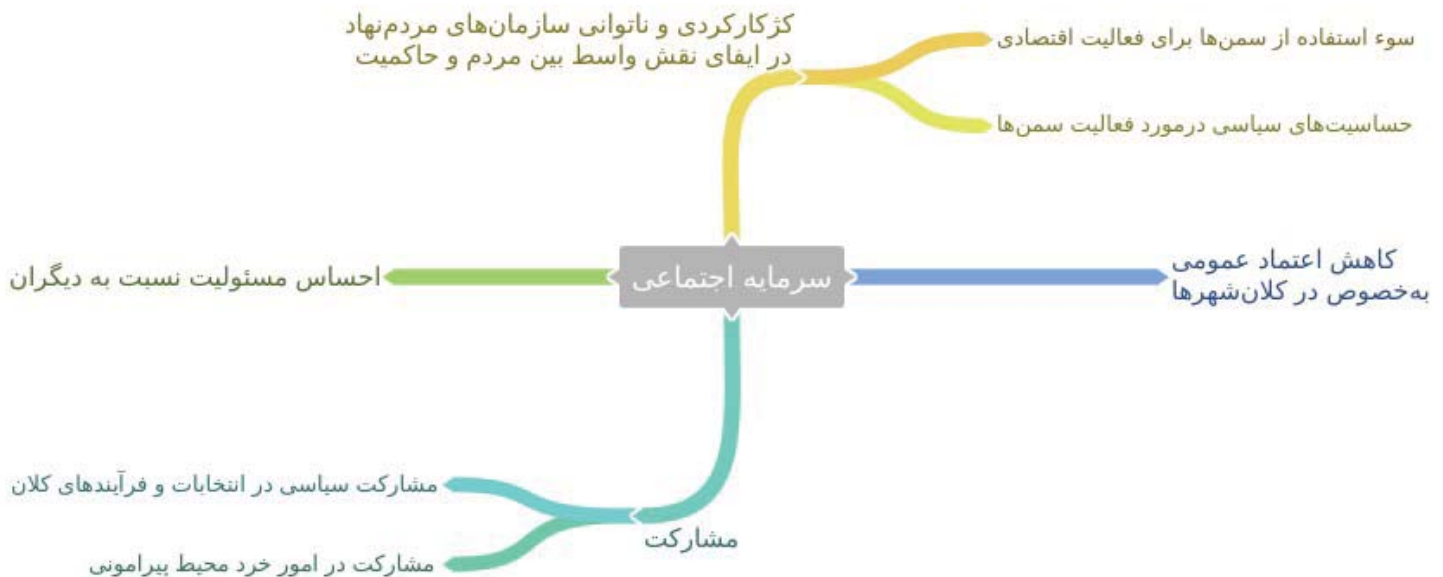 کژکارکردی و ناتوانی سازمان‌های مردم‌نهاد
در ایفای نقش واسط بین مردم و حاکمیت
سوء استفاده از سمن‌ها برای فعالیت اقتصادی
حساسیت‌های سیاسی درمورد فعالیت سمن‌ها
کاهش اعتماد عمومی
به‌خصوص در کلان‌شهرها
سرمایه اجتماعی
احساس مسئولیت نسبت به دیگران
مشارکت
مشارکت سیاسی در انتخابات و فرآیندهای کلان
مشارکت در امور خرد محیط پیرامونی